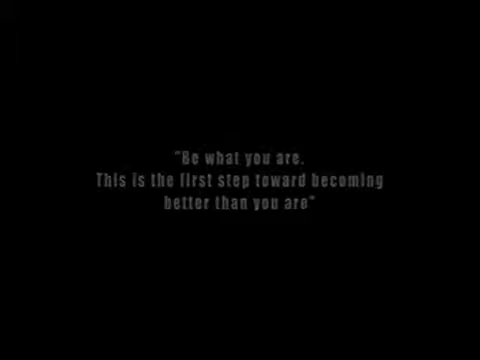 "Be what you are.
This is the first step toward becoming
better than you are"